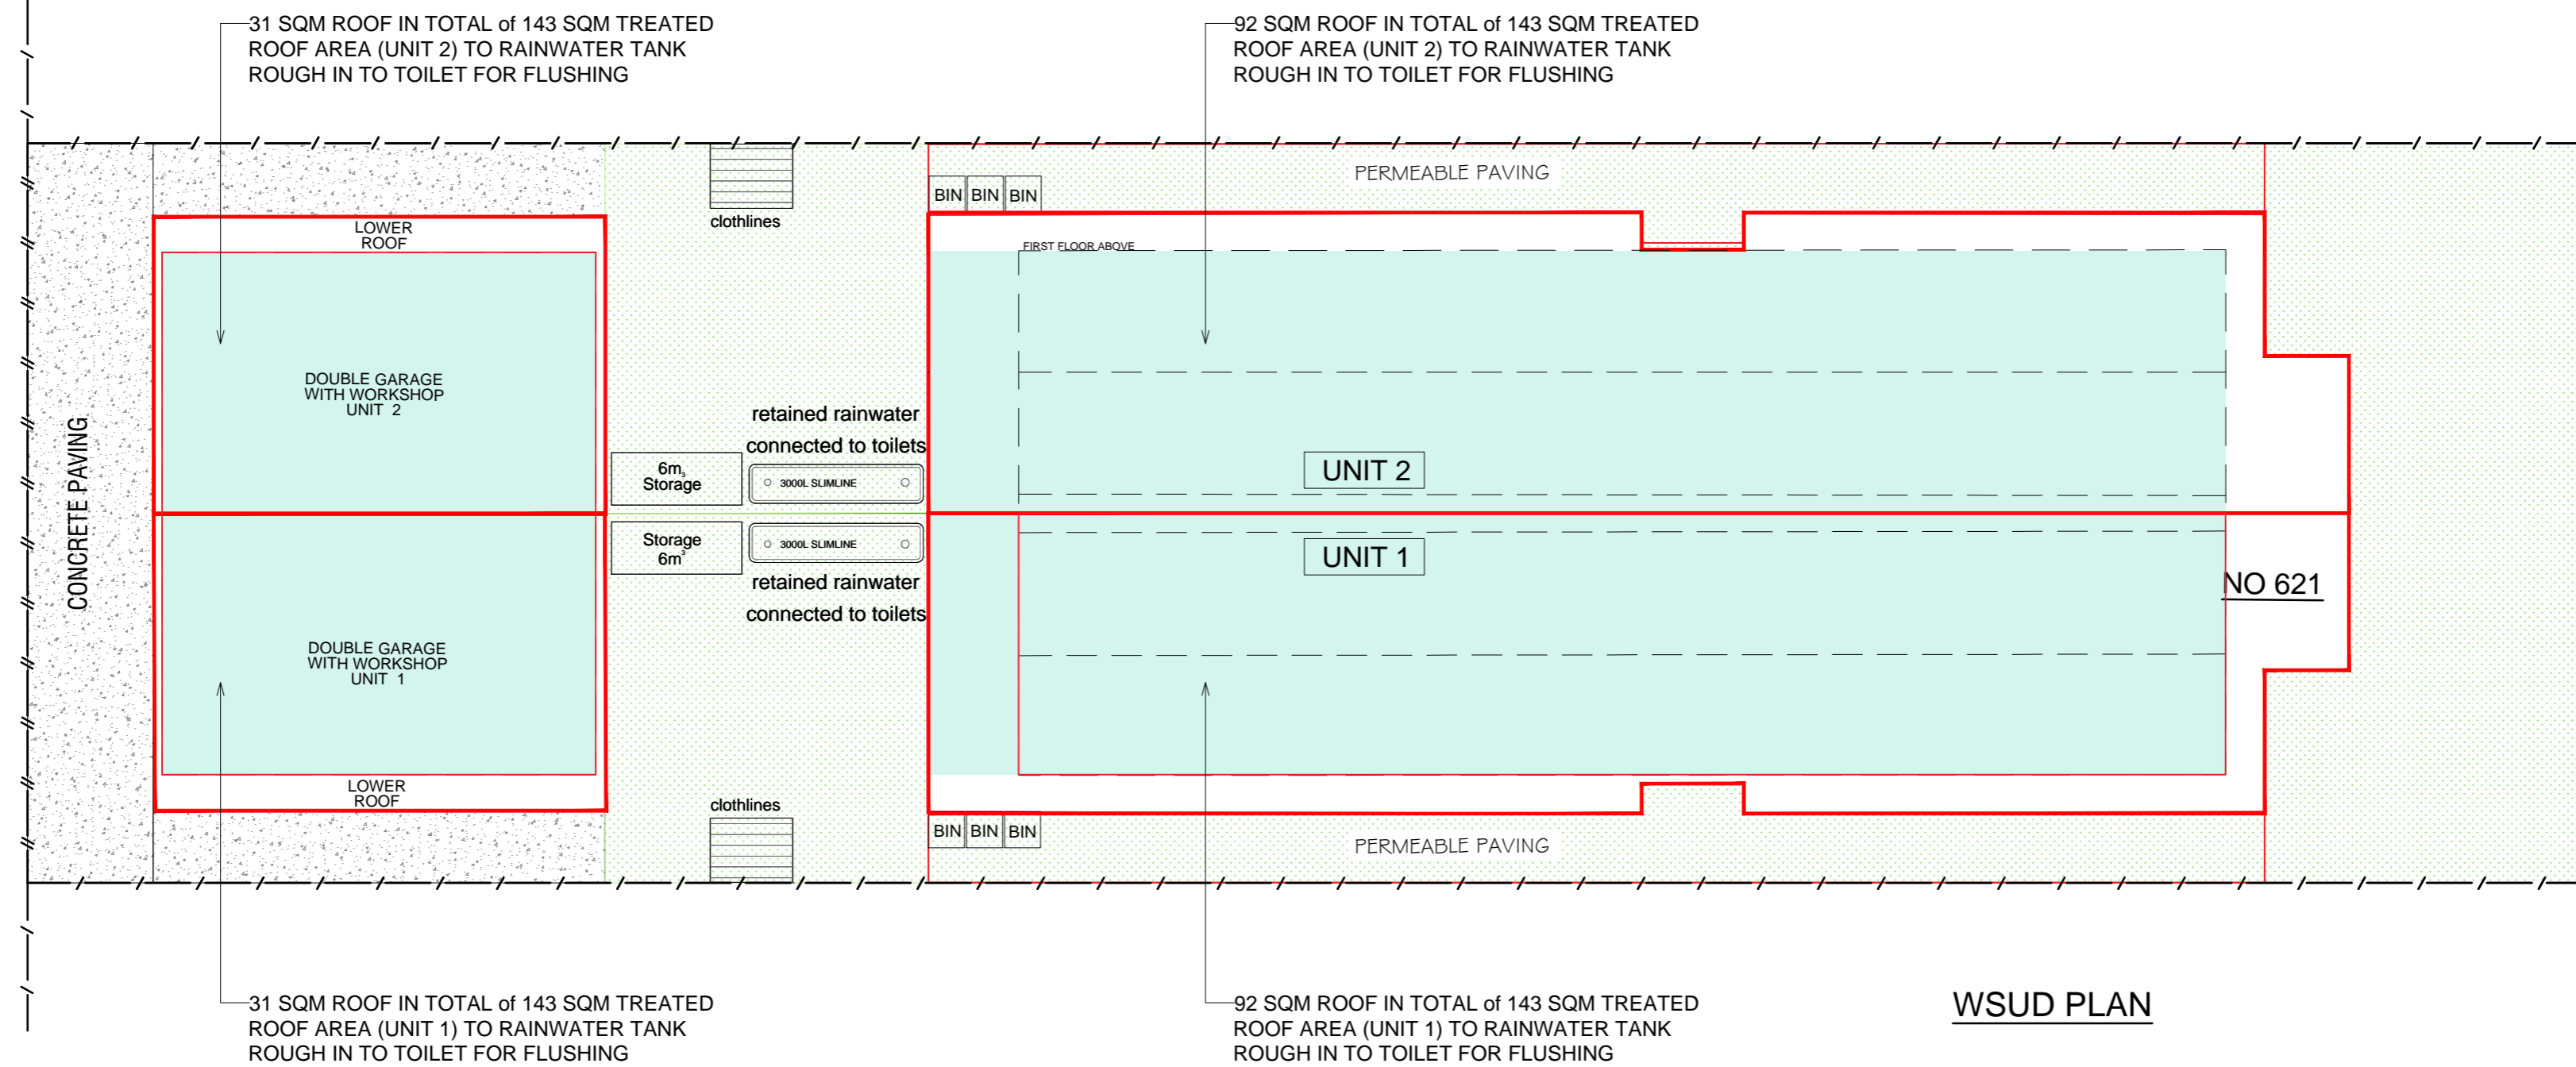 31 SQM ROOF IN TOTAL of 143 SQM TREATED
ROOF AREA (UNIT 2) TO RAINWATER TANK
ROUGH IN TO TOILET FOR FLUSHING
92 SQM ROOF IN TOTAL of 143 SQM TREATED
ROOF AREA (UNIT 2) TO RAINWATER TANK
ROUGH IN TO TOILET FOR FLUSHING
PERMEABLE PAVING
BIN BIN BIN
clothlines
LOWER
ROOF
FIRST FLOOR ABOVE
DOUBLE GARAGE
WITH WORKSHOP
UNIT 2
retained rainwater
connected to toilets
6m³
Storage
3000L SLIMLINE
UNIT 2
CONCRETE PAVING
Storage
6m³
3000L SLIMLINE
UNIT 1
retained rainwater
connected to toilets
NO 621
DOUBLE GARAGE
WITH WORKSHOP
UNIT 1
LOWER
ROOF
clothlines
BIN BIN BIN
PERMEABLE PAVING
31 SQM ROOF IN TOTAL of 143 SQM TREATED
ROOF AREA (UNIT 1) TO RAINWATER TANK
ROUGH IN TO TOILET FOR FLUSHING
92 SQM ROOF IN TOTAL of 143 SQM TREATED
ROOF AREA (UNIT 1) TO RAINWATER TANK
ROUGH IN TO TOILET FOR FLUSHING
WSUD PLAN